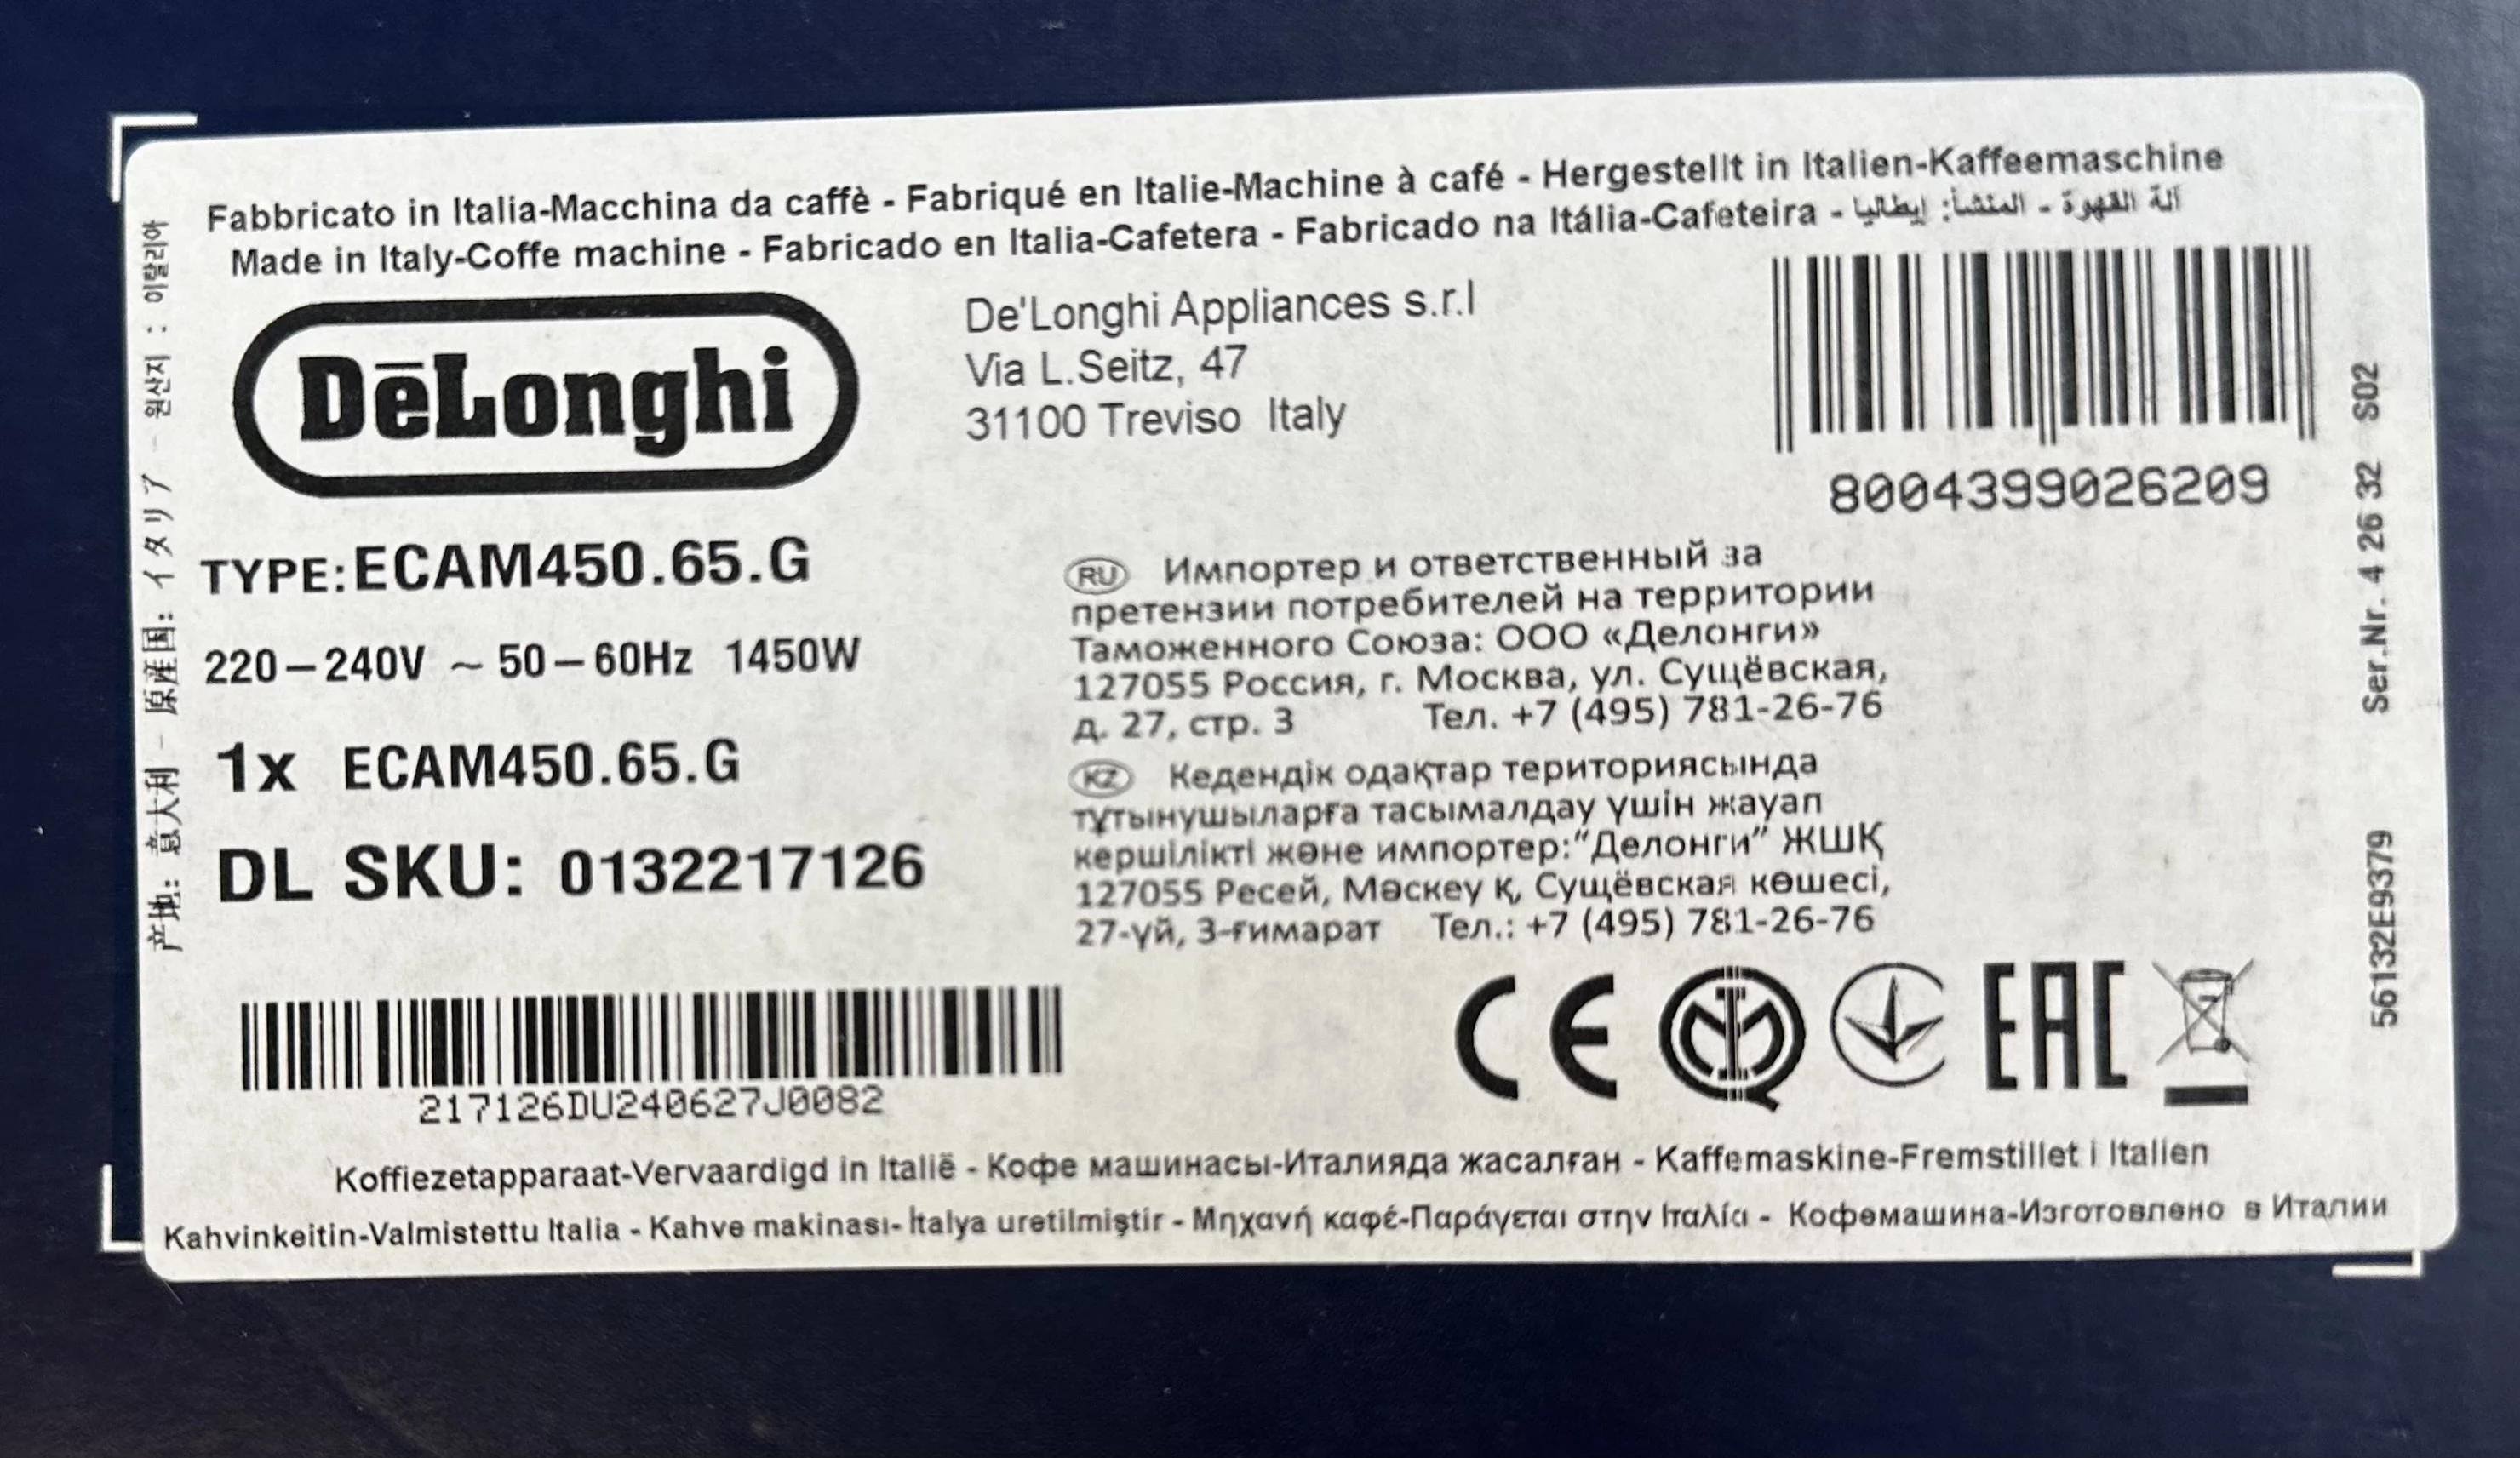 Fabbricato in Italia-Macchina da caffè - Fabriqué en Italie-Machine à café - Hergestellt in Italien-Kaffeemaschine
Made in Italy-Coffe machine - Fabricado en Italia-Cafetera - Fabricado na Itália-Cafeteira - آلة القهوة - المنشأ: إيطاليا
DeLonghi
De'Longhi Appliances s.r.l
Via L.Seitz, 47
31100 Treviso Italy
8004399026209
TYPE:ECAM450.65.G
220-240V ~ 50-60Hz 1450W
1x ECAM450.65.G
DL SKU: 0132217126
217126DU240627J0082
RU Импортер и ответственный за
претензии потребителей на территории
Таможенного Союза: ООО «Делонги»
127055 Россия, г. Москва, ул. Сущёвская,
д. 27, стр. 3 Тел. +7 (495) 781-26-76
KZ Кедендік одақтар териториясында
тұтынушыларға тасымалдау үшін жауап
кершілікті және импортер:“Делонги” ЖШҚ
127055 Ресей, Мәскеу қ, Сущёвская көшесі,
27-үй, 3-ғимарат Тел.: +7 (495) 781-26-76
CE EAC
Koffiezetapparaat-Vervaardigd in Italië - Кофе машинасы-Италияда жасалған - Kaffemaskine-Fremstillet i Italien
Kahvinkeitin-Valmistettu Italia - Kahve makinası- İtalya uretilmiştir - Μηχανή καφέ-Παράγεται στην Ιταλία - Кофемашина-Изготовлено в Италии
产地: 意大利 - 原産国: イタリア - 원산지 : 이탈리아
56132E9379 Ser.Nr. 4 26 32 S02